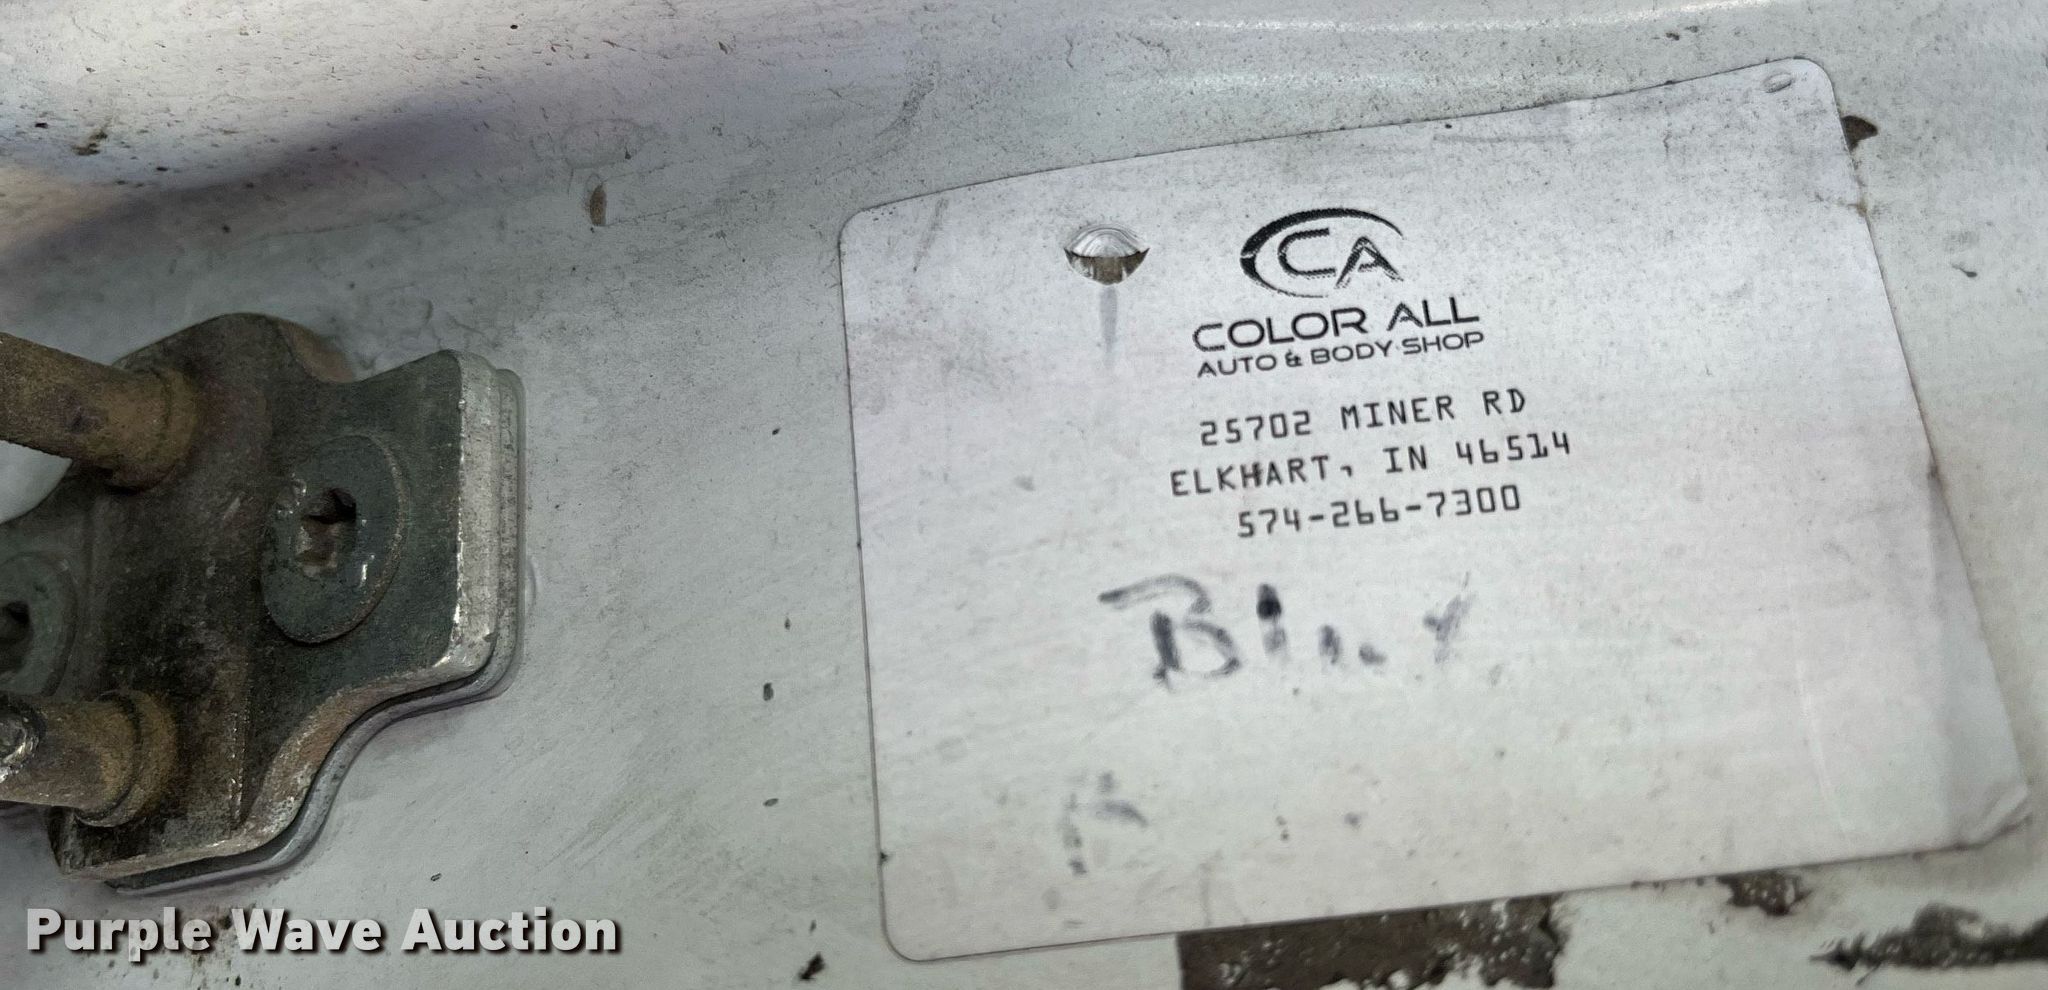 CA
COLOR ALL
AUTO & BODY SHOP
25702 MINER RD
ELKHART, IN 46514
574-266-7300
Purple Wave Auction